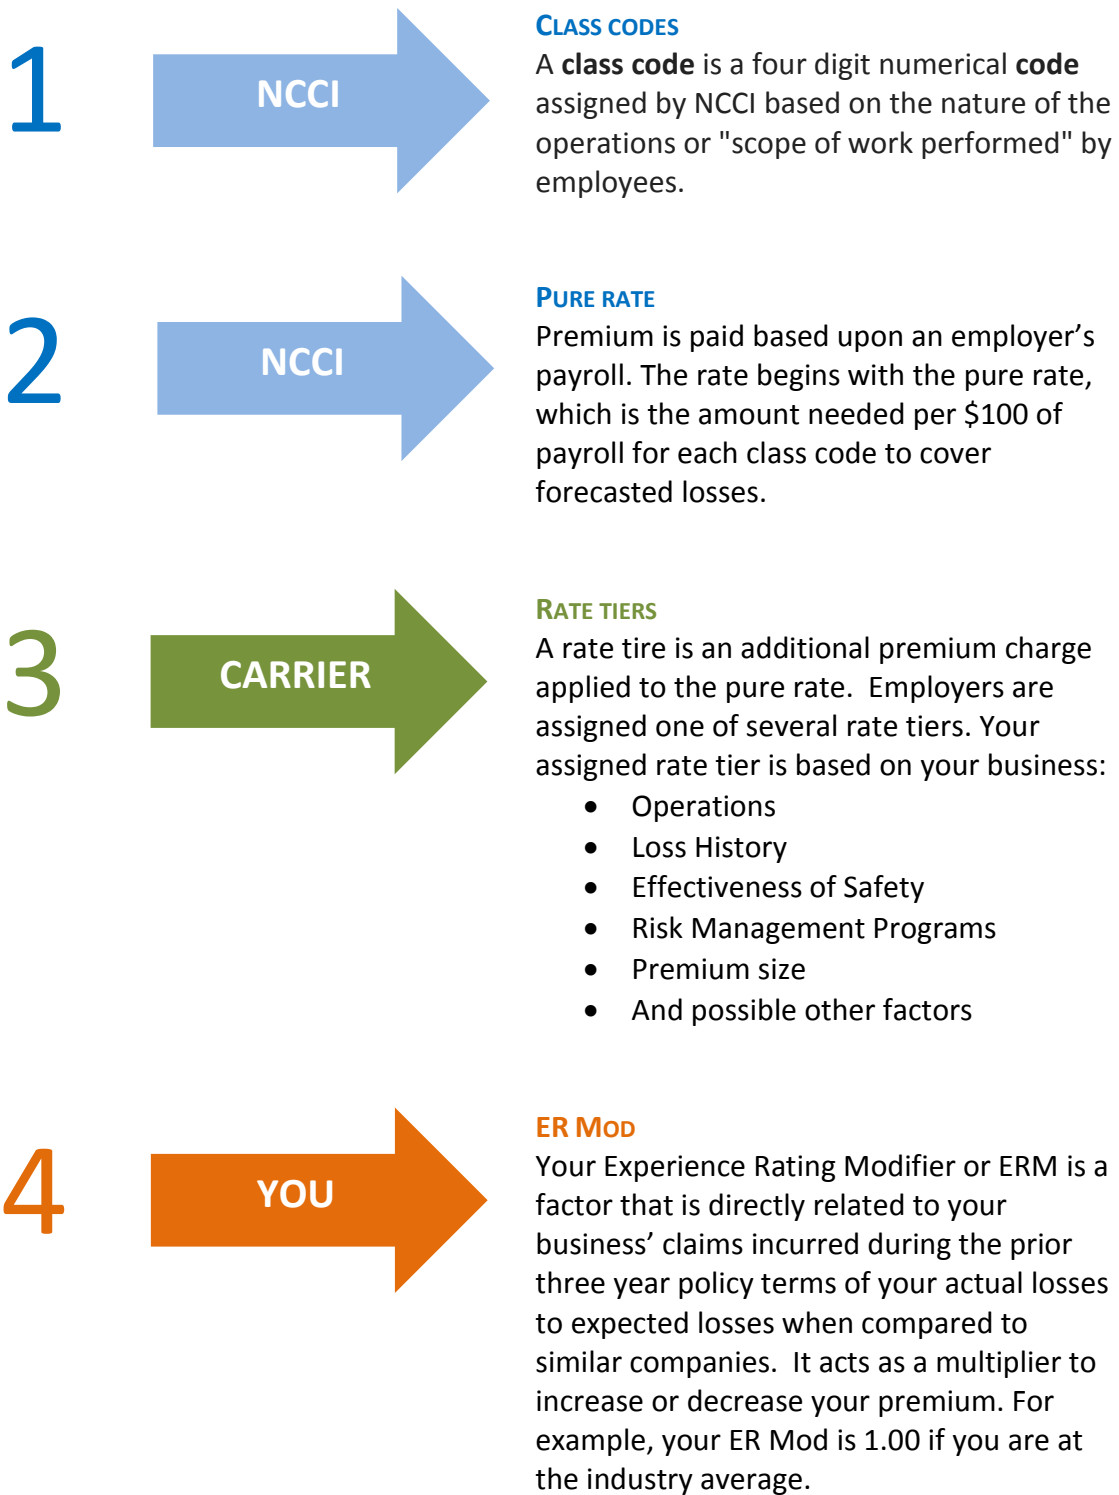 1
NCCI
CLASS CODES
A class code is a four digit numerical code
assigned by NCCI based on the nature of the
operations or "scope of work performed" by
employees.
2
NCCI
PURE RATE
Premium is paid based upon an employer’s
payroll. The rate begins with the pure rate,
which is the amount needed per $100 of
payroll for each class code to cover
forecasted losses.
3
CARRIER
RATE TIERS
A rate tire is an additional premium charge
applied to the pure rate.  Employers are
assigned one of several rate tiers. Your
assigned rate tier is based on your business:
• Operations
• Loss History
• Effectiveness of Safety
• Risk Management Programs
• Premium size
• And possible other factors
4
YOU
ER MOD
Your Experience Rating Modifier or ERM is a
factor that is directly related to your
business’ claims incurred during the prior
three year policy terms of your actual losses
to expected losses when compared to
similar companies.  It acts as a multiplier to
increase or decrease your premium. For
example, your ER Mod is 1.00 if you are at
the industry average.